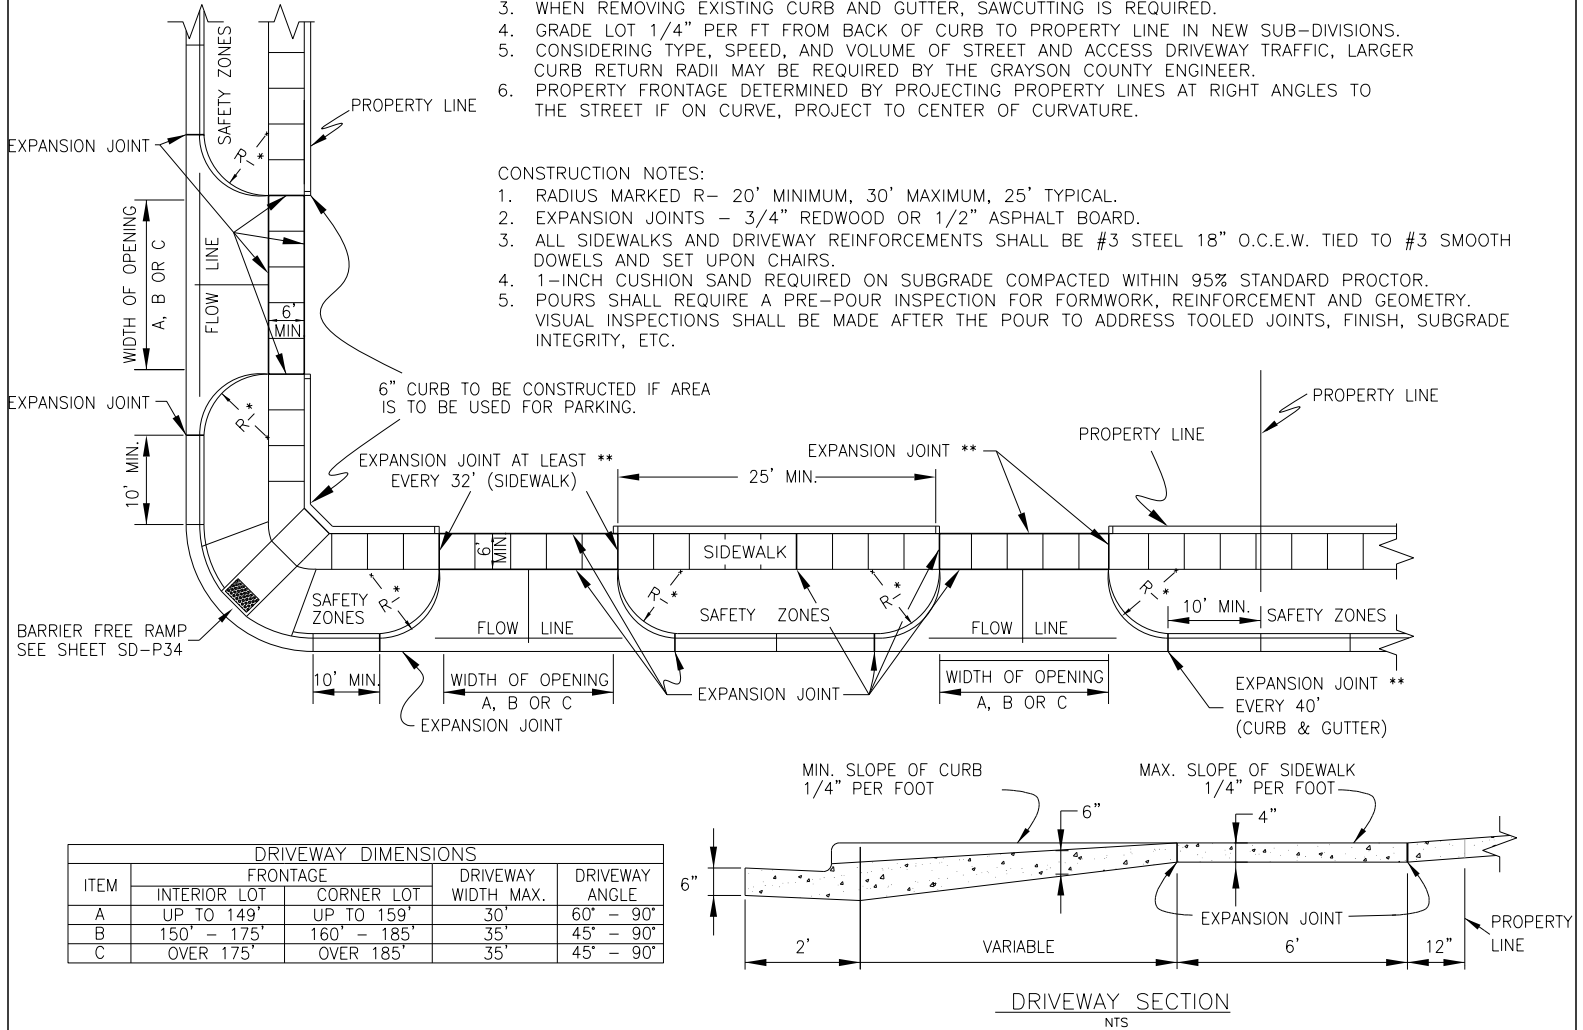 3. WHEN REMOVING EXISTING CURB AND GUTTER, SAWCUTTING IS REQUIRED.
4. GRADE LOT 1/4" PER FT FROM BACK OF CURB TO PROPERTY LINE IN NEW SUB-DIVISIONS.
5. CONSIDERING TYPE, SPEED, AND VOLUME OF STREET AND ACCESS DRIVEWAY TRAFFIC, LARGER
CURB RETURN RADII MAY BE REQUIRED BY THE GRAYSON COUNTY ENGINEER.
6. PROPERTY FRONTAGE DETERMINED BY PROJECTING PROPERTY LINES AT RIGHT ANGLES TO
THE STREET IF ON CURVE, PROJECT TO CENTER OF CURVATURE.
CONSTRUCTION NOTES:
1. RADIUS MARKED R- 20' MINIMUM, 30' MAXIMUM, 25' TYPICAL.
2. EXPANSION JOINTS - 3/4" REDWOOD OR 1/2" ASPHALT BOARD.
3. ALL SIDEWALKS AND DRIVEWAY REINFORCEMENTS SHALL BE #3 STEEL 18" O.C.E.W. TIED TO #3 SMOOTH
DOWELS AND SET UPON CHAIRS.
4. 1-INCH CUSHION SAND REQUIRED ON SUBGRADE COMPACTED WITHIN 95% STANDARD PROCTOR.
5. POURS SHALL REQUIRE A PRE-POUR INSPECTION FOR FORMWORK, REINFORCEMENT AND GEOMETRY.
VISUAL INSPECTIONS SHALL BE MADE AFTER THE POUR TO ADDRESS TOOLED JOINTS, FINISH, SUBGRADE
INTEGRITY, ETC.
SAFETY ZONES
PROPERTY LINE
EXPANSION JOINT
R-*
WIDTH OF OPENING
A, B OR C
FLOW LINE
6'
MIN
6" CURB TO BE CONSTRUCTED IF AREA
IS TO BE USED FOR PARKING.
EXPANSION JOINT
R-*
10' MIN.
EXPANSION JOINT AT LEAST **
EVERY 32' (SIDEWALK)
25' MIN.
EXPANSION JOINT **
PROPERTY LINE
PROPERTY LINE
6'
MIN
SIDEWALK
SAFETY
ZONES
R-*
FLOW LINE
R-*
SAFETY ZONES
R-*
FLOW LINE
R-*
10' MIN.
SAFETY ZONES
BARRIER FREE RAMP
SEE SHEET SD-P34
10' MIN.
WIDTH OF OPENING
A, B OR C
EXPANSION JOINT
EXPANSION JOINT
WIDTH OF OPENING
A, B OR C
EXPANSION JOINT **
EVERY 40'
(CURB & GUTTER)
DRIVEWAY DIMENSIONS
ITEM FRONTAGE DRIVEWAY WIDTH MAX. DRIVEWAY ANGLE
INTERIOR LOT CORNER LOT
A UP TO 149' UP TO 159' 30' 60° - 90°
B 150' - 175' 160' - 185' 35' 45° - 90°
C OVER 175' OVER 185' 35' 45° - 90°
MIN. SLOPE OF CURB
1/4" PER FOOT
MAX. SLOPE OF SIDEWALK
1/4" PER FOOT
6"
4"
6"
EXPANSION JOINT
PROPERTY
LINE
2'
VARIABLE
6'
12"
DRIVEWAY SECTION
NTS